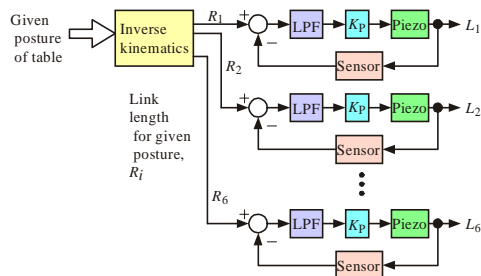 Given
posture
of table
Inverse
kinematics
R1
+
−
LPF
KP
Piezo
L1
Sensor
R2
+
−
LPF
KP
Piezo
L2
Sensor
Link
length
for given
posture,
Ri
R6
+
−
LPF
KP
Piezo
L6
Sensor